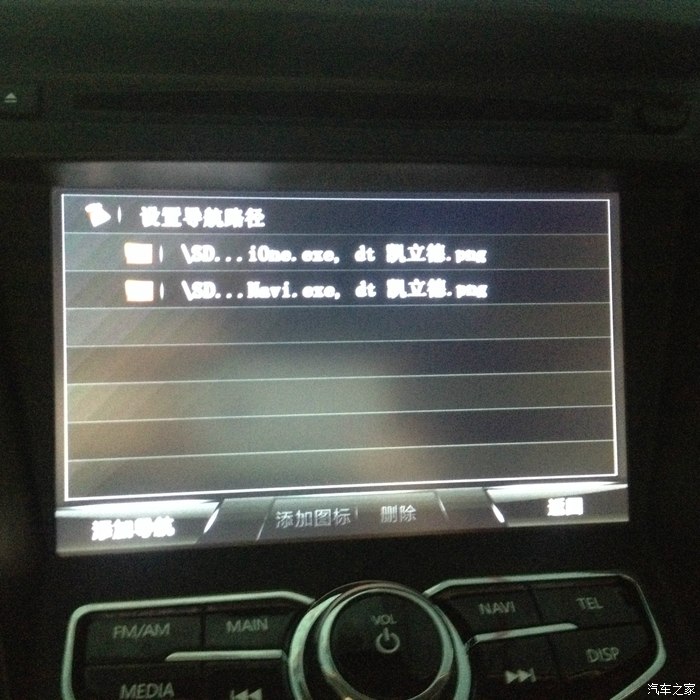 设置导航路径
\SD...iOne.exe, dt 凯立德.png
\SD...Navi.exe, dt 凯立德.png
添加导航 添加图标 删除 返回
FM/AM MAIN VOL NAVI TEL
MEDIA DISP
汽车之家